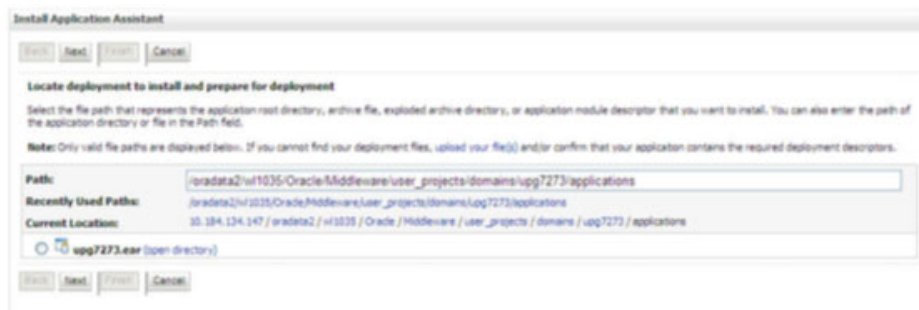 Install Application Assistant
Back Next Finish Cancel
Locate deployment to install and prepare for deployment
Select the file path that represents the application root directory, archive file, exploded archive directory, or application module descriptor that you want to install. You can also enter the path of
the application directory or file in the Path field.
Note: Only valid file paths are displayed below. If you cannot find your deployment files, upload your file(s) and/or confirm that your application contains the required deployment descriptors.
Path: /oradata2/wl1035/Oracle/Middleware/user_projects/domains/upg7273/applications
Recently Used Paths: /oradata2/wl1035/Oracle/Middleware/user_projects/domains/upg7273/applications
Current Location: 10.184.134.147 / oradata2 / wl1035 / Oracle / Middleware / user_projects / domains / upg7273 / applications
upg7273.ear (open directory)
Back Next Finish Cancel